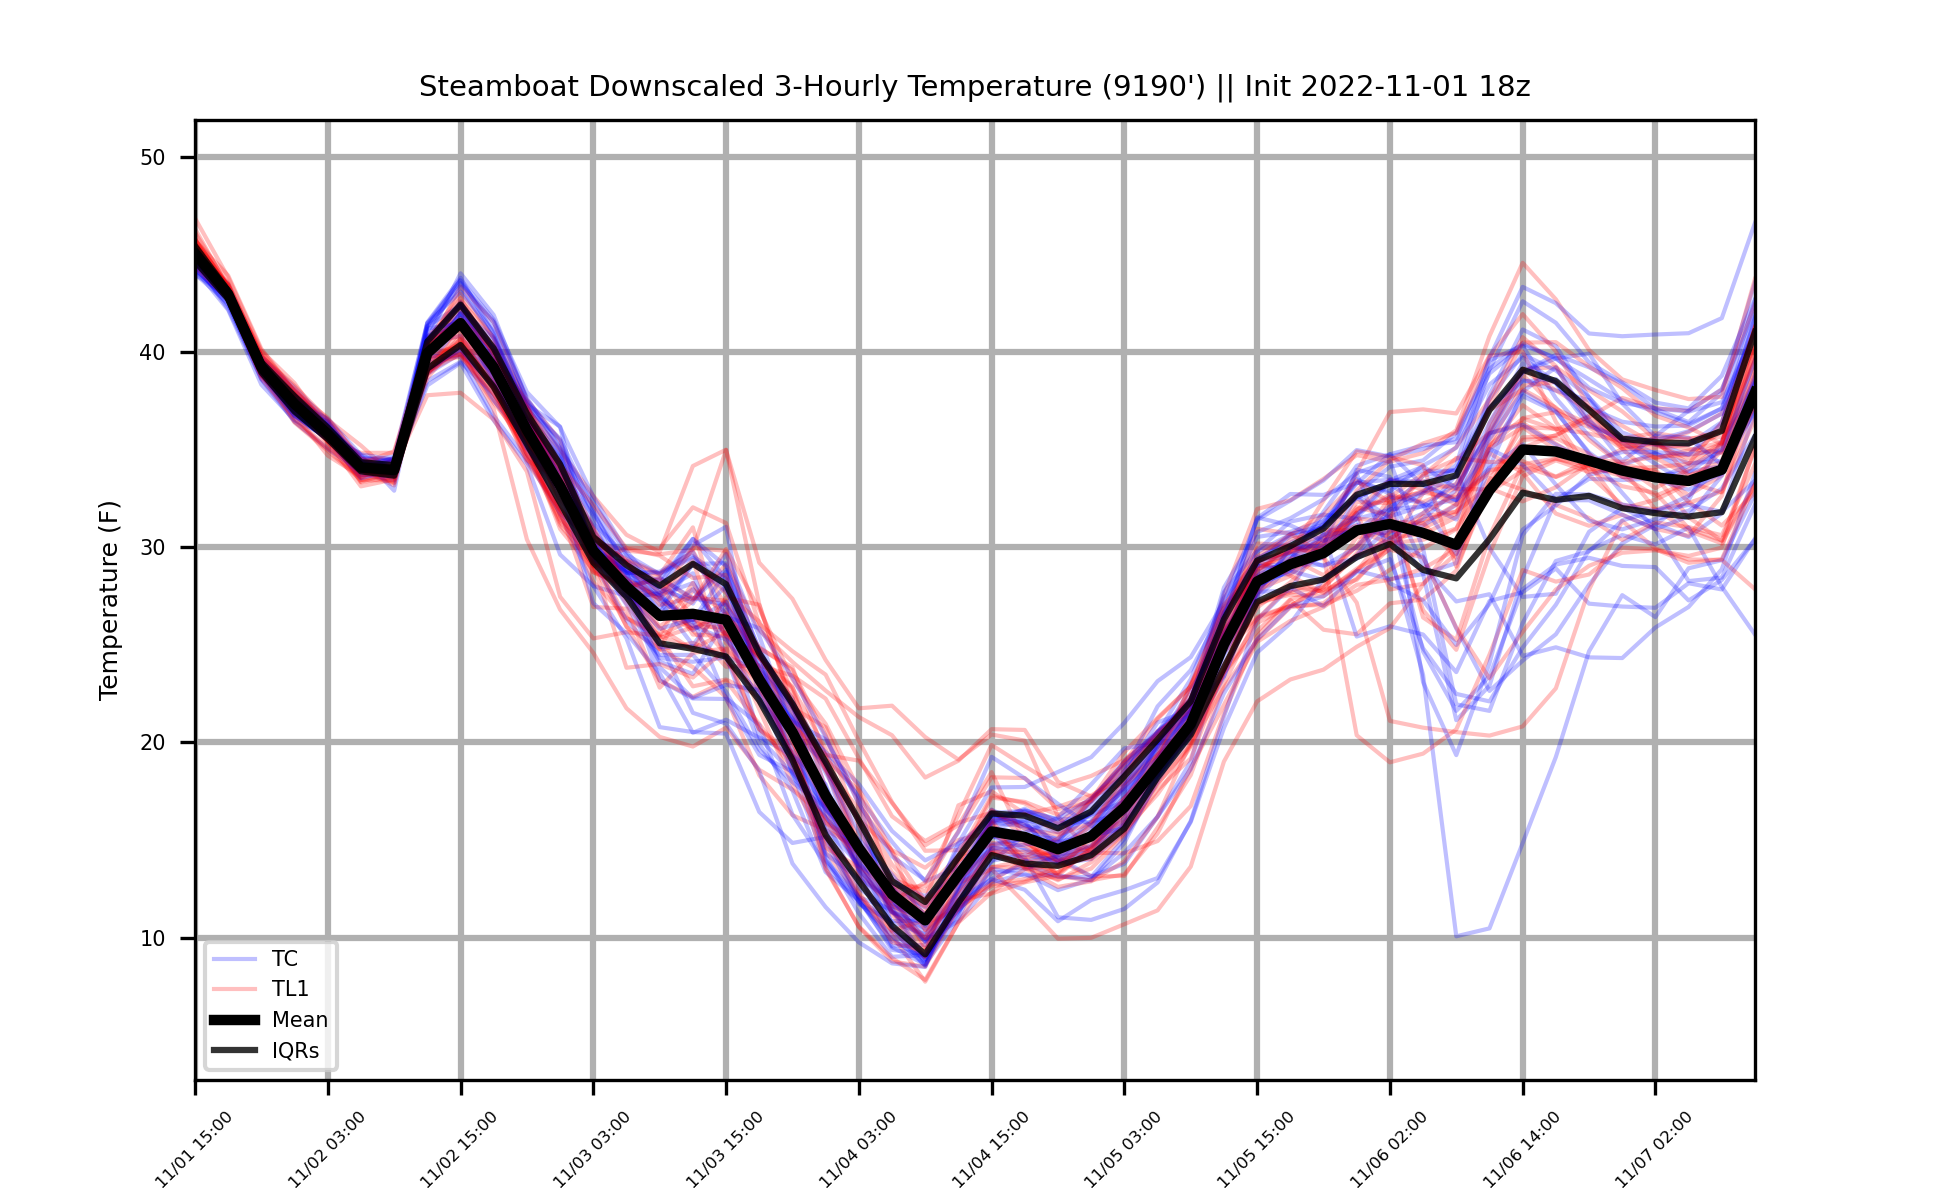 Steamboat Downscaled 3-Hourly Temperature (9190') || Init 2022-11-01 18z
Temperature (F)
50
40
30
20
10
TC
TL1
Mean
IQRs
11/01 15:00
11/02 03:00
11/02 15:00
11/03 03:00
11/03 15:00
11/04 03:00
11/04 15:00
11/05 03:00
11/05 15:00
11/06 02:00
11/06 14:00
11/07 02:00